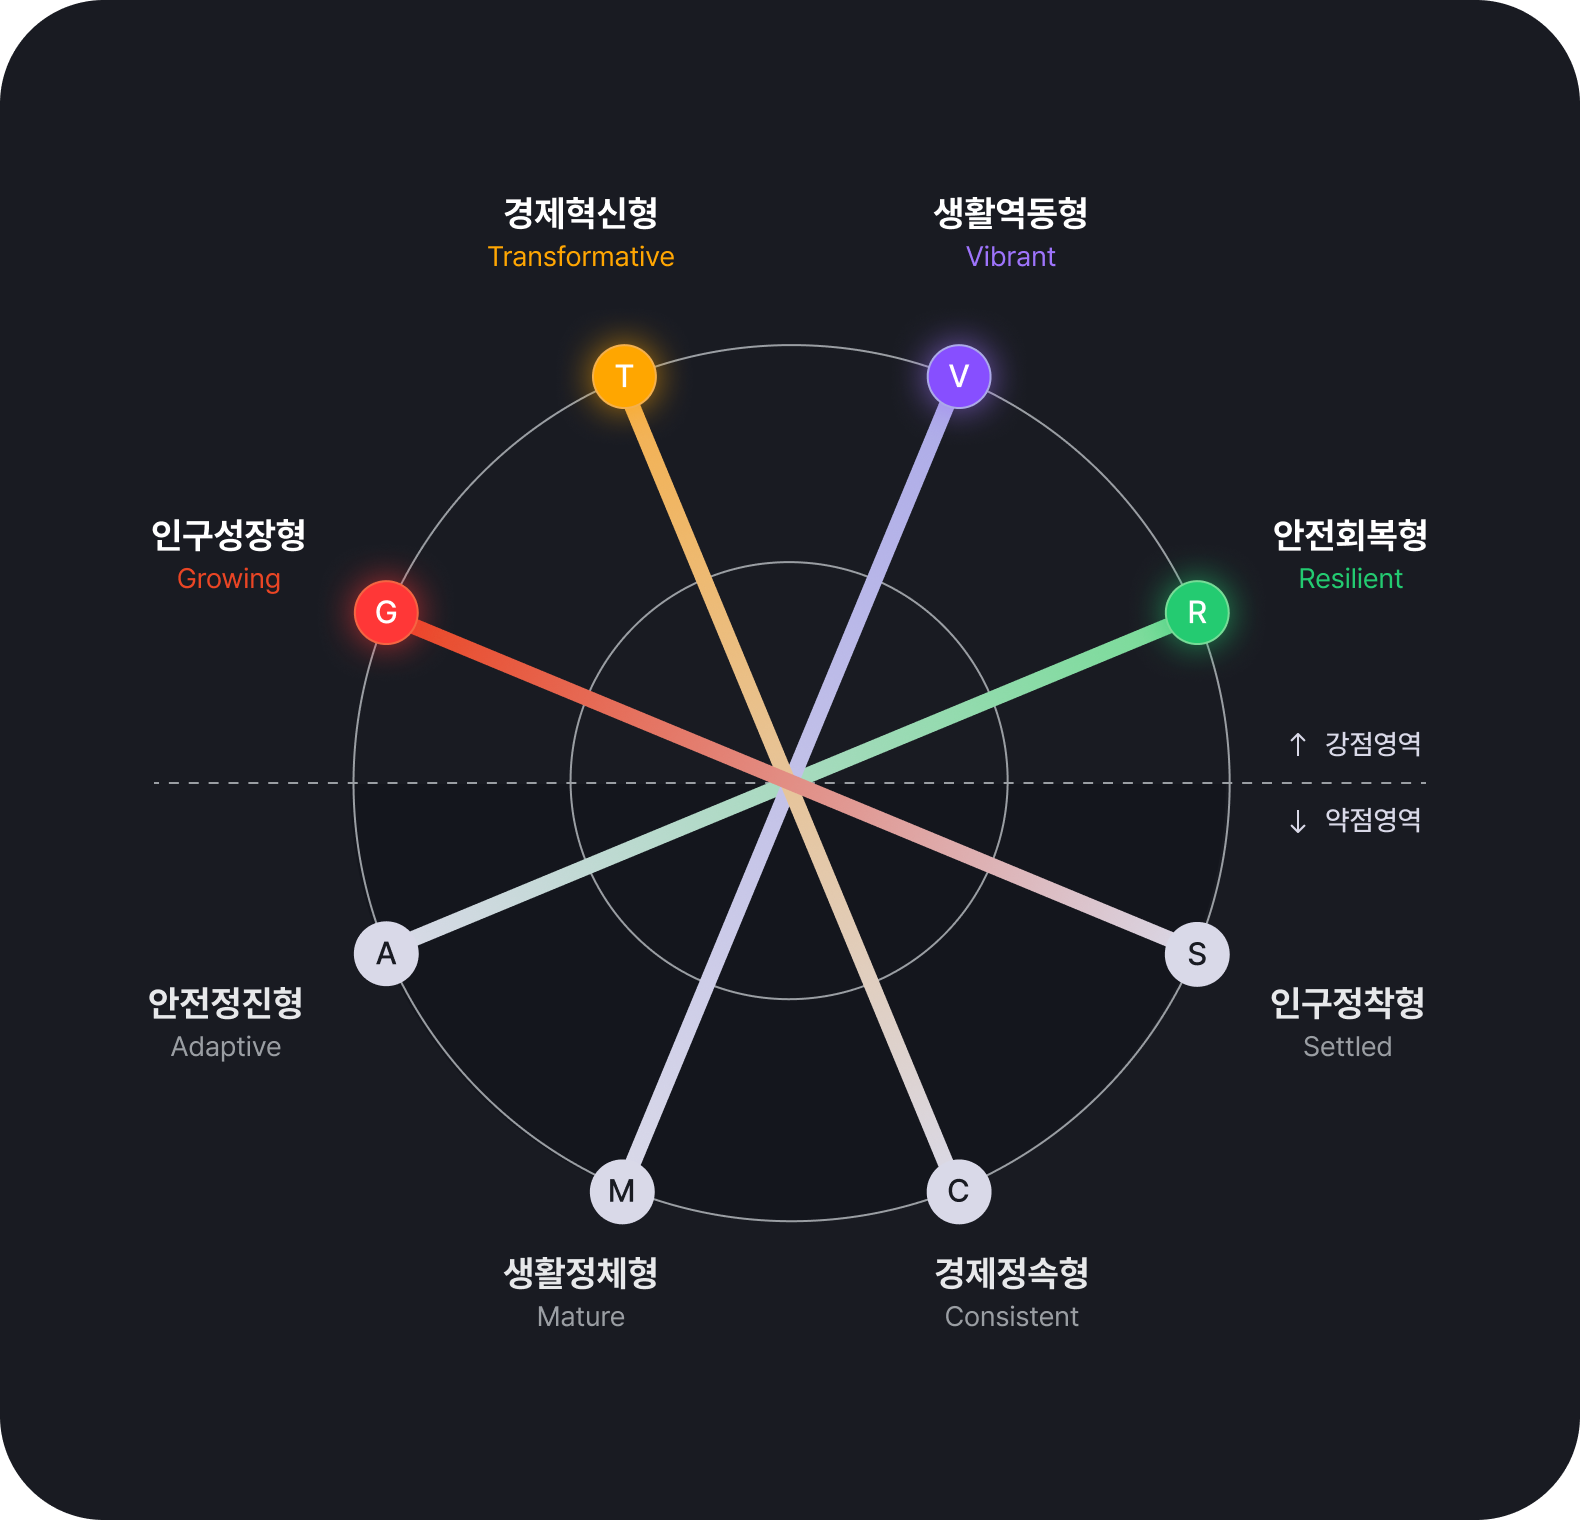 경제혁신형
Transformative
생활역동형
Vibrant
T
V
인구성장형
Growing
안전회복형
Resilient
G
R
↑ 강점영역
↓ 약점영역
A
S
안전정진형
Adaptive
인구정착형
Settled
M
C
생활정체형
Mature
경제정속형
Consistent